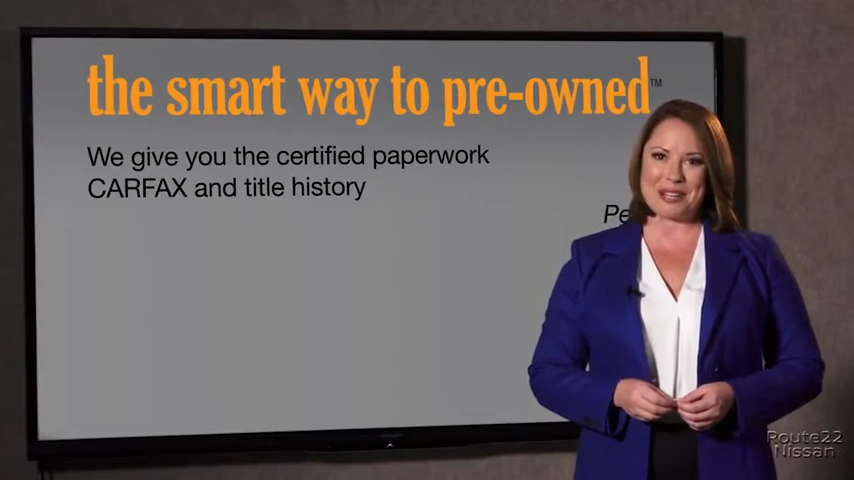 the smart way to pre-owned™
We give you the certified paperwork
CARFAX and title history
Route22
Nissan